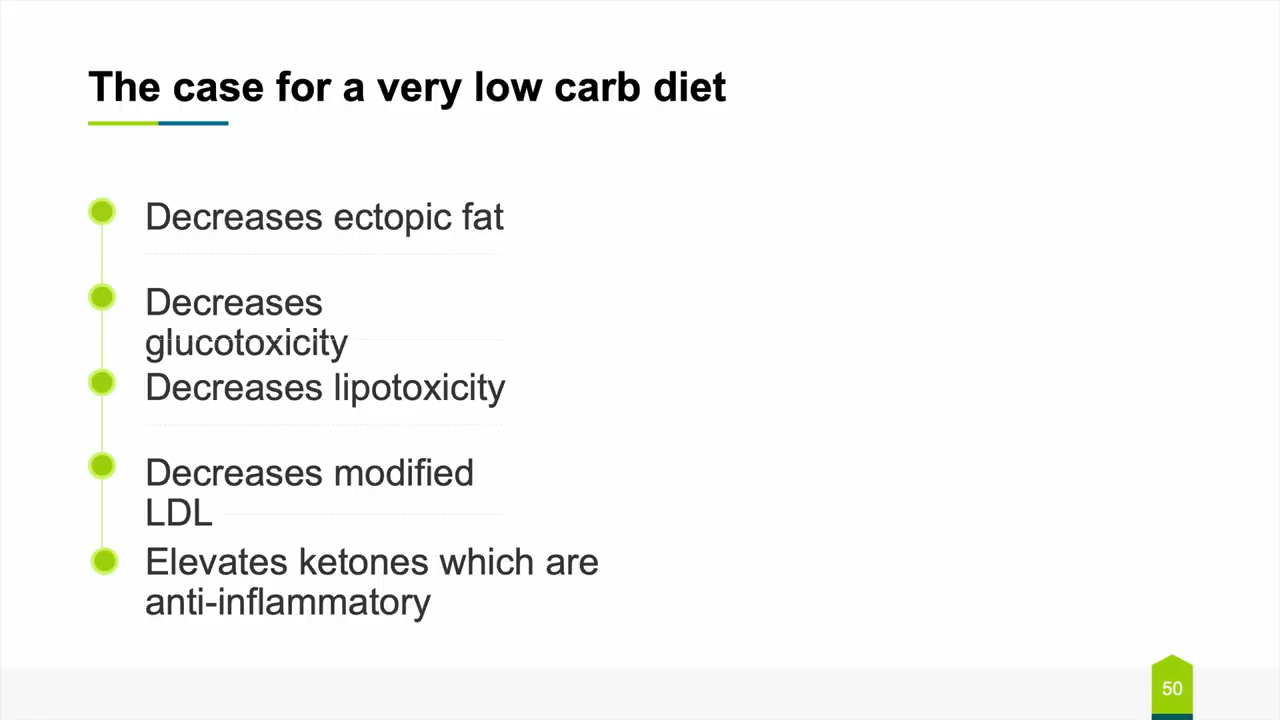 The case for a very low carb diet
Decreases ectopic fat
Decreases
glucotoxicity
Decreases lipotoxicity
Decreases modified
LDL
Elevates ketones which are
anti-inflammatory
50